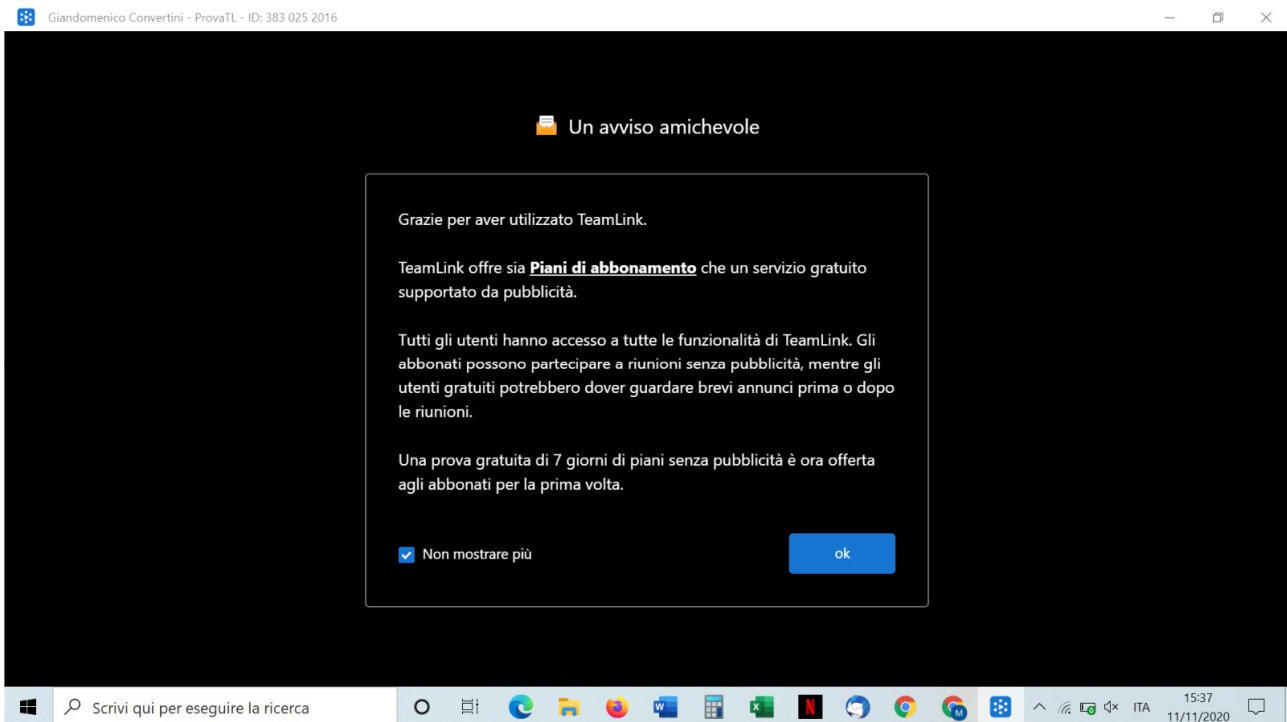 Giandomenico Convertini - ProvaTL - ID: 383 025 2016
Un avviso amichevole
Grazie per aver utilizzato TeamLink.
TeamLink offre sia Piani di abbonamento che un servizio gratuito
supportato da pubblicità.
Tutti gli utenti hanno accesso a tutte le funzionalità di TeamLink. Gli
abbonati possono partecipare a riunioni senza pubblicità, mentre gli
utenti gratuiti potrebbero dover guardare brevi annunci prima o dopo
le riunioni.
Una prova gratuita di 7 giorni di piani senza pubblicità è ora offerta
agli abbonati per la prima volta.
Non mostrare più
ok
Scrivi qui per eseguire la ricerca
ITA
15:37
11/11/2020